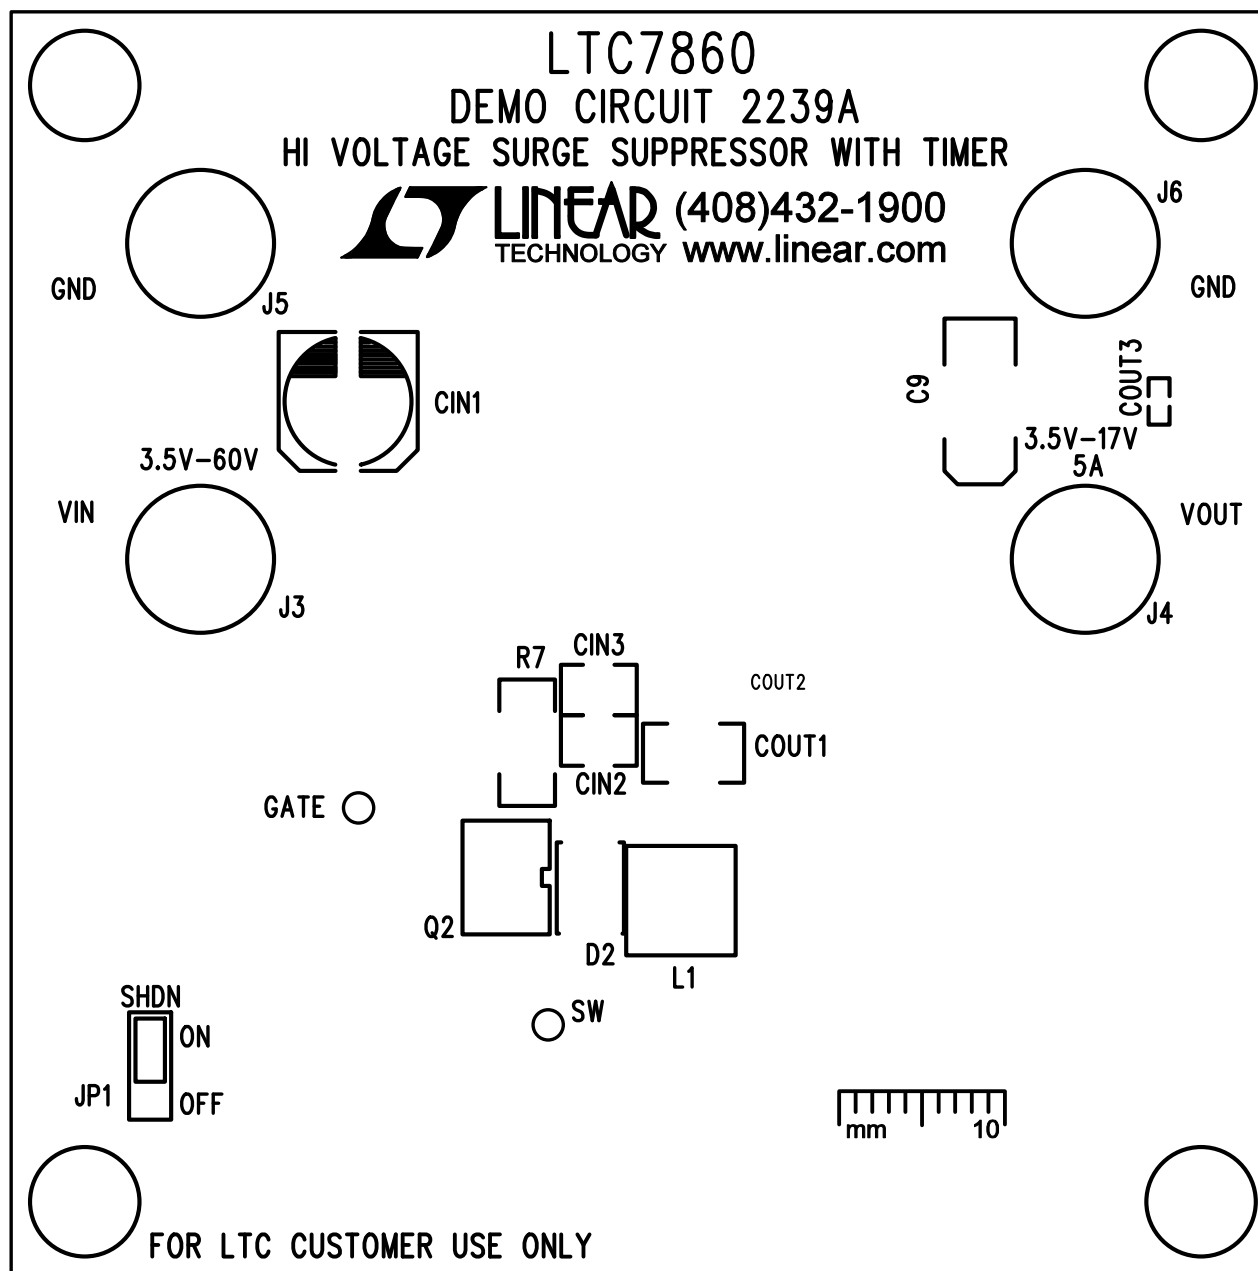 LTC7860
DEMO CIRCUIT 2239A
HI VOLTAGE SURGE SUPPRESSOR WITH TIMER
LINEAR
TECHNOLOGY
(408)432-1900
www.linear.com
J6
GND
J5
GND
COUT3
C9
CIN1
3.5V-17V
5A
3.5V-60V
VIN
VOUT
J3
J4
CIN3
R7
COUT2
COUT1
CIN2
GATE
Q2
D2
L1
SHDN
SW
ON
JP1
OFF
mm 10
FOR LTC CUSTOMER USE ONLY